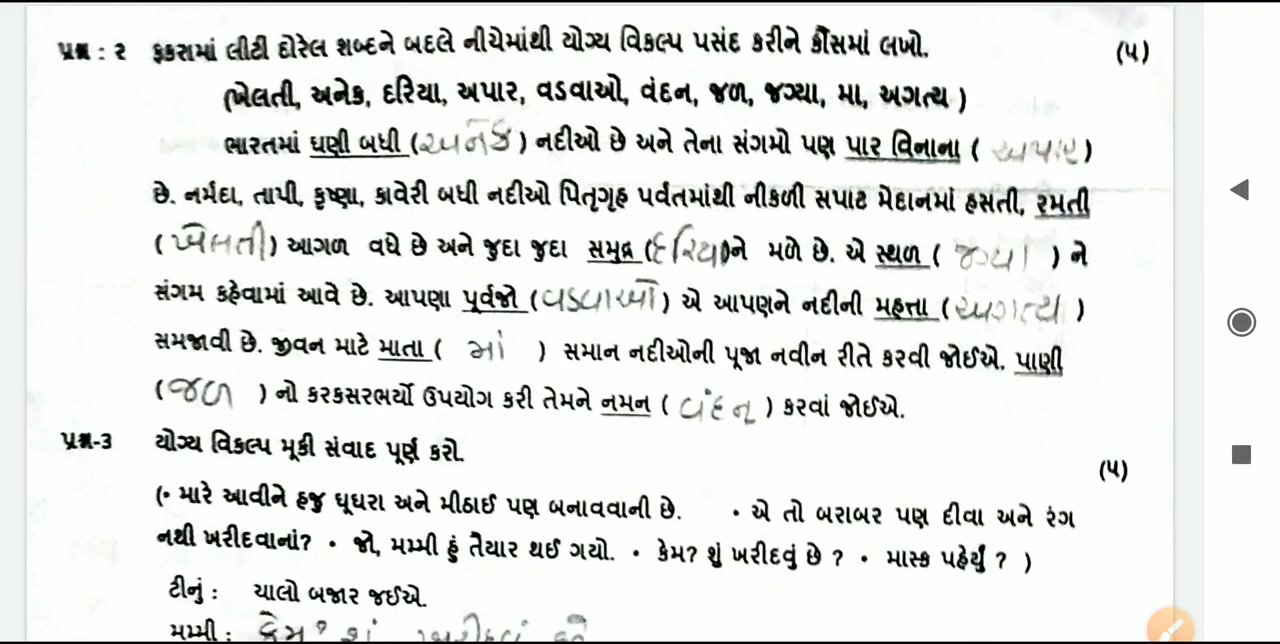 પ્રશ્ન : ૨ ફકરામાં લીટી દોરેલ શબ્દને બદલે નીચેમાંથી યોગ્ય વિકલ્પ પસંદ કરીને કૌંસમાં લખો. (૫)
(ખેલતી, અનેક, દરિયા, અપાર, વડવાઓ, વંદન, જળ, જગ્યા, મા, અગત્ય )
ભારતમાં ઘણી બધી (અનેક) નદીઓ છે અને તેના સંગમો પણ પાર વિનાના ( અપાર)
છે. નર્મદા, તાપી, કૃષ્ણા, કાવેરી બધી નદીઓ પિતૃગૃહ પર્વતમાંથી નીકળી સપાટ મેદાનમાં હસતી, રમતી
(ખેલતી) આગળ વધે છે અને જુદા જુદા સમુદ્ર (દરિયા)ને મળે છે. એ સ્થળ ( જગ્યા ) ને
સંગમ કહેવામાં આવે છે. આપણા પૂર્વજો (વડવાઓ) એ આપણને નદીની મહત્તા (અગત્ય )
સમજાવી છે. જીવન માટે માતા ( માં ) સમાન નદીઓની પૂજા નવીન રીતે કરવી જોઈએ. પાણી
(જળ ) નો કરકસરભર્યો ઉપયોગ કરી તેમને નમન ( વંદન ) કરવાં જોઈએ.
પ્રશ્ન-૩ યોગ્ય વિકલ્પ મૂકી સંવાદ પૂર્ણ કરો. (૫)
(• મારે આવીને હજુ ઘૂઘરા અને મીઠાઈ પણ બનાવવાની છે. • એ તો બરાબર પણ દીવા અને રંગ
નથી ખરીદવાનાં? • જો, મમ્મી હું તૈયાર થઈ ગયો. • કેમ? શું ખરીદવું છે ? • માસ્ક પહેર્યું ? )
ટીનું : ચાલો બજાર જઈએ.
મમ્મી : કેમ? શું ખરીદવું છે